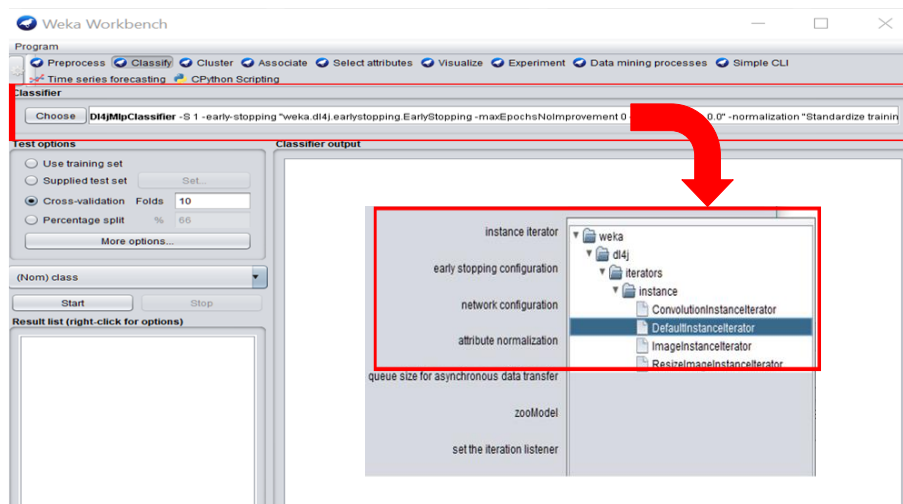 Weka Workbench
Program
Preprocess Classify Cluster Associate Select attributes Visualize Experiment Data mining processes Simple CLI
Time series forecasting CPython Scripting
Classifier
Choose Dl4jMlpClassifier -S 1 -early-stopping "weka.dl4j.earlystopping.EarlyStopping -maxEpochsNoImprovement 0 0.0" -normalization "Standardize trainin
Test options
Classifier output
Use training set
Supplied test set Set...
Cross-validation Folds 10
Percentage split % 66
More options...
(Nom) class
Start Stop
Result list (right-click for options)
instance iterator
early stopping configuration
network configuration
attribute normalization
queue size for asynchronous data transfer
zooModel
set the iteration listener
weka
dl4j
iterators
instance
ConvolutionInstanceIterator
DefaultInstanceIterator
ImageInstanceIterator
ResizeImageInstanceIterator